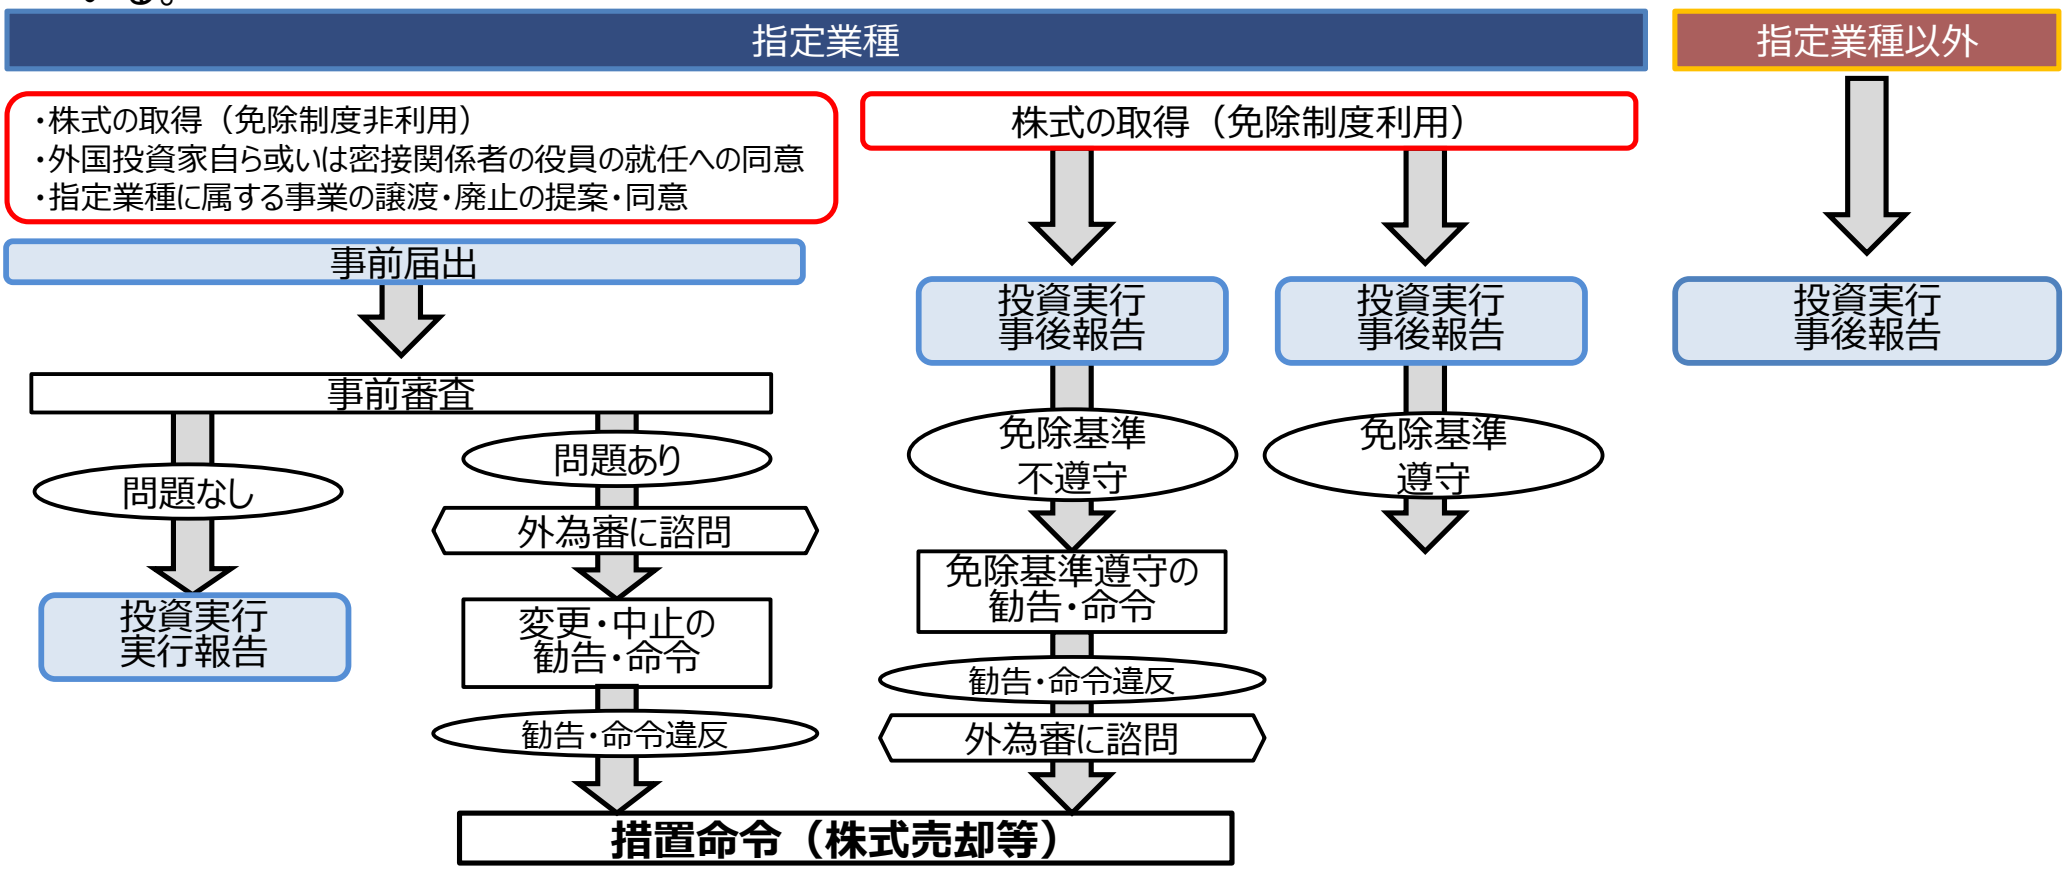 いる。
指定業種
指定業種以外
・株式の取得（免除制度非利用）
・外国投資家自ら或いは密接関係者の役員の就任への同意
・指定業種に属する事業の譲渡・廃止の提案・同意
株式の取得（免除制度利用）
事前届出
投資実行
事後報告
投資実行
事後報告
投資実行
事後報告
事前審査
問題なし
問題あり
外為審に諮問
免除基準
不遵守
免除基準
遵守
投資実行
実行報告
変更・中止の
勧告・命令
免除基準遵守の
勧告・命令
勧告・命令違反
勧告・命令違反
外為審に諮問
措置命令（株式売却等）